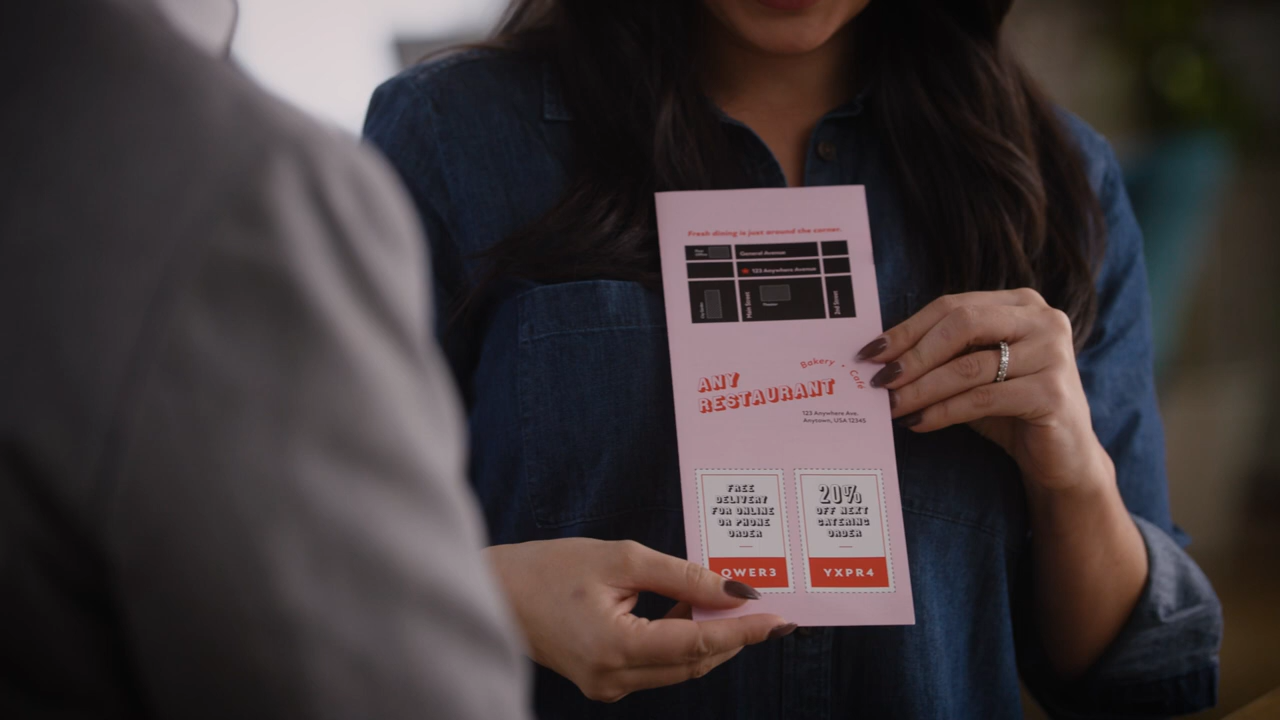 Fresh dining is just around the corner.
General Avenue
123 Anywhere Avenue
Main Street
2nd Street
Bakery • Café
ANY
RESTAURANT
123 Anywhere Ave.
Anytown, USA 12345
FREE
DELIVERY
FOR ONLINE
OR PHONE
ORDER
QWER3
20%
OFF NEXT
CATERING
ORDER
YXPR4